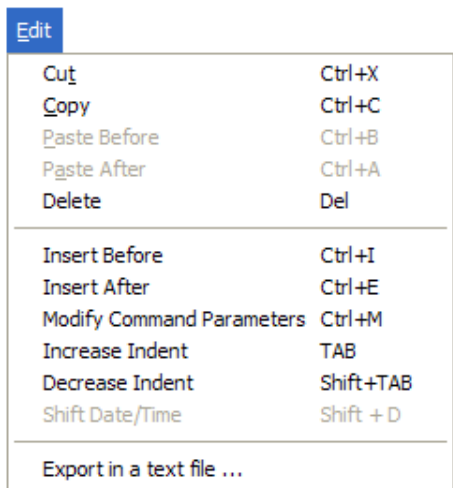 Edit
Cut Ctrl+X
Copy Ctrl+C
Paste Before Ctrl+B
Paste After Ctrl+A
Delete Del
Insert Before Ctrl+I
Insert After Ctrl+E
Modify Command Parameters Ctrl+M
Increase Indent TAB
Decrease Indent Shift+TAB
Shift Date/Time Shift + D
Export in a text file ...